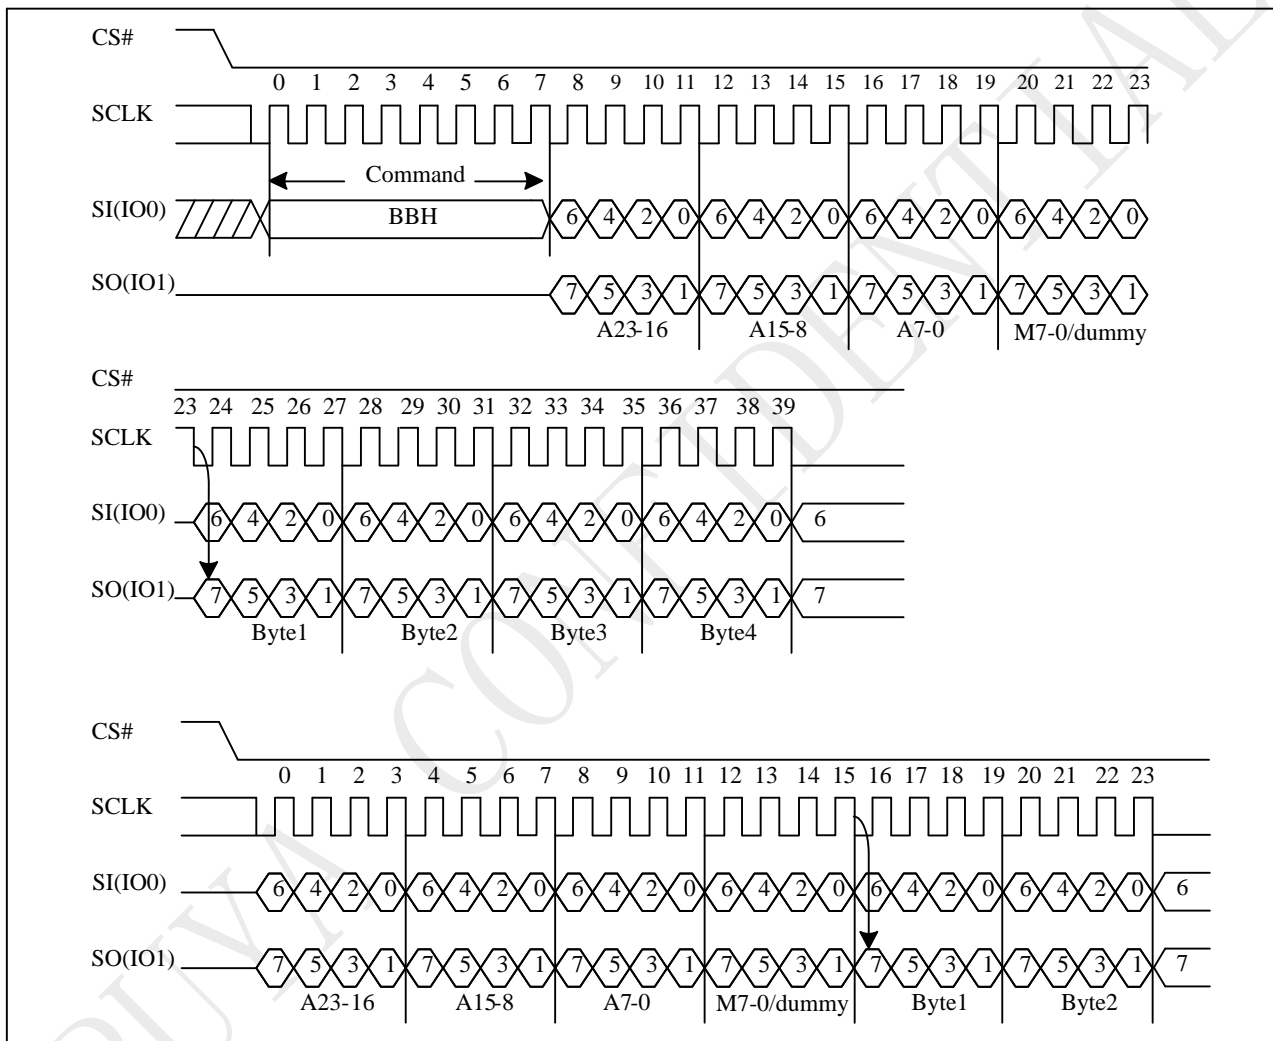 CS#
0 1 2 3 4 5 6 7 8 9 10 11 12 13 14 15 16 17 18 19 20 21 22 23
SCLK
Command
SI(IO0) BBH 6 4 2 0 6 4 2 0 6 4 2 0 6 4 2 0
SO(IO1) 7 5 3 1 7 5 3 1 7 5 3 1 7 5 3 1
A23-16 A15-8 A7-0 M7-0/dummy
CS#
23 24 25 26 27 28 29 30 31 32 33 34 35 36 37 38 39
SCLK
SI(IO0) 6 4 2 0 6 4 2 0 6 4 2 0 6 4 2 0 6
SO(IO1) 7 5 3 1 7 5 3 1 7 5 3 1 7 5 3 1 7
Byte1 Byte2 Byte3 Byte4
CS#
0 1 2 3 4 5 6 7 8 9 10 11 12 13 14 15 16 17 18 19 20 21 22 23
SCLK
SI(IO0) 6 4 2 0 6 4 2 0 6 4 2 0 6 4 2 0 6 4 2 0 6 4 2 0 6
SO(IO1) 7 5 3 1 7 5 3 1 7 5 3 1 7 5 3 1 7 5 3 1 7 5 3 1 7
A23-16 A15-8 A7-0 M7-0/dummy Byte1 Byte2
PUYA CONFIDENTIAL